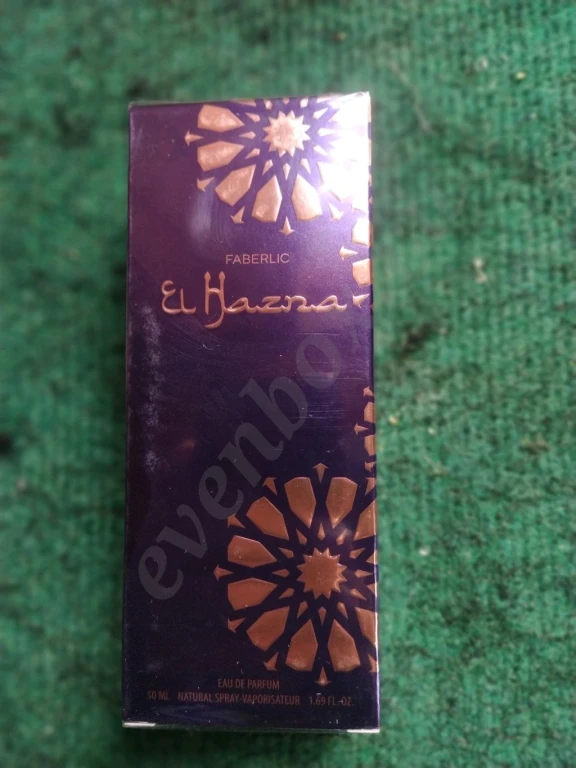 FABERLIC
El Hazna
evenbo
EAU DE PARFUM
50 ML NATURAL SPRAY-VAPORISATEUR 1.69 FL.-OZ.